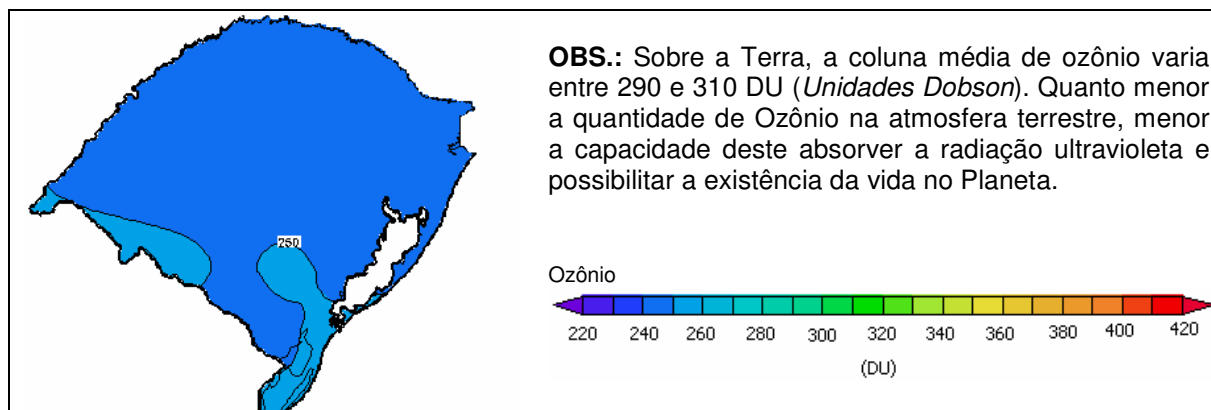 OBS.: Sobre a Terra, a coluna média de ozônio varia
entre 290 e 310 DU (Unidades Dobson). Quanto menor
a quantidade de Ozônio na atmosfera terrestre, menor
a capacidade deste absorver a radiação ultravioleta e
possibilitar a existência da vida no Planeta.
250
Ozônio
220 240 260 280 300 320 340 360 380 400 420
(DU)